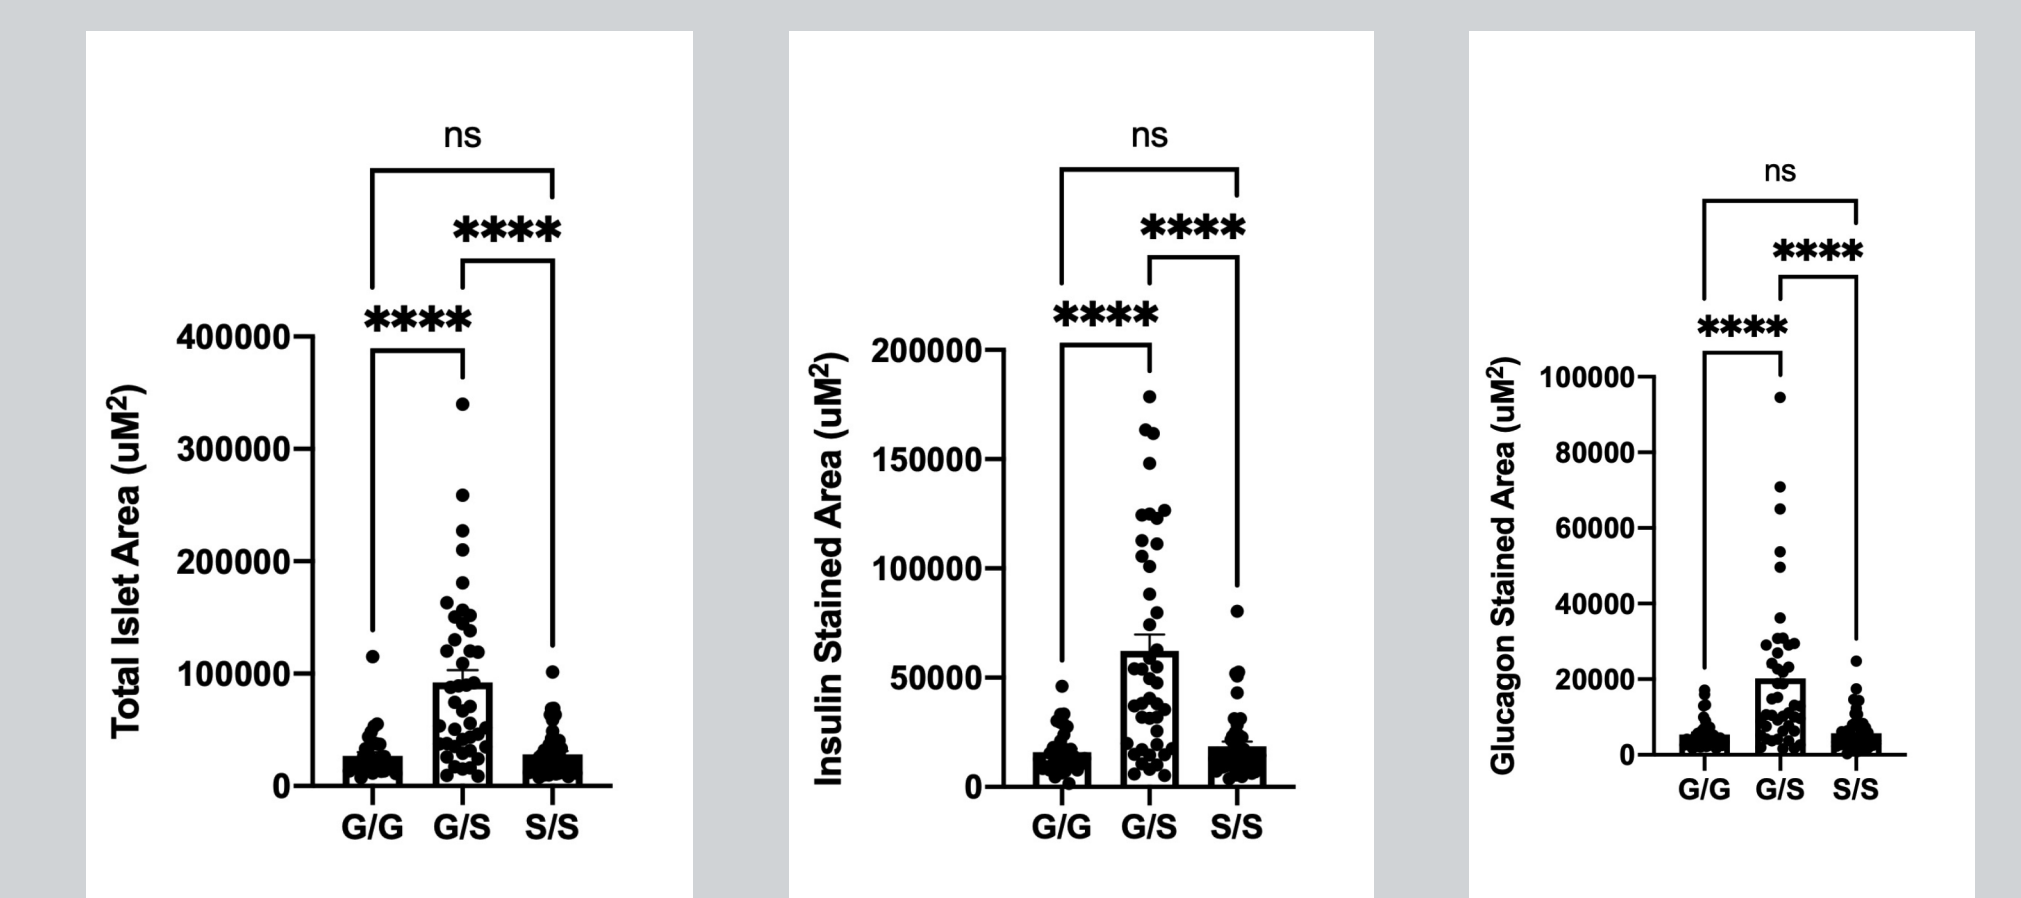 ns
****
****
400000
300000
200000
100000
0
Total Islet Area (uM²)
G/G G/S S/S
ns
****
****
200000
150000
100000
50000
0
Insulin Stained Area (uM²)
G/G G/S S/S
ns
****
****
100000
80000
60000
40000
20000
0
Glucagon Stained Area (uM²)
G/G G/S S/S